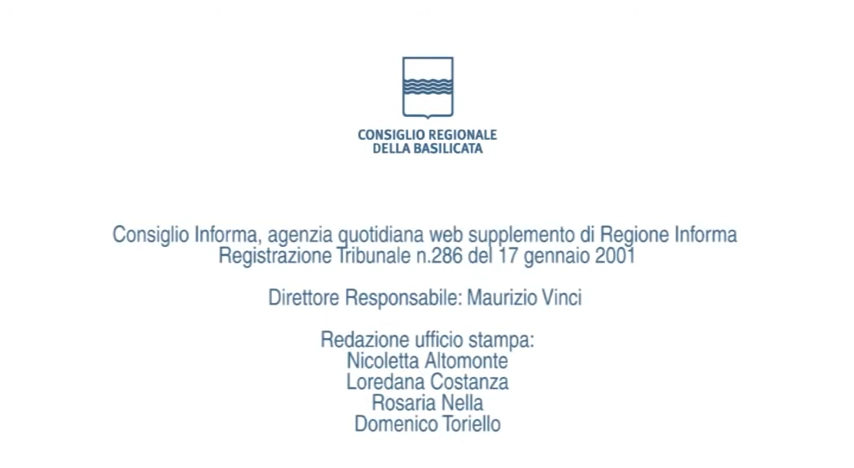 CONSIGLIO REGIONALE
DELLA BASILICATA
Consiglio Informa, agenzia quotidiana web supplemento di Regione Informa
Registrazione Tribunale n.286 del 17 gennaio 2001
Direttore Responsabile: Maurizio Vinci
Redazione ufficio stampa:
Nicoletta Altomonte
Loredana Costanza
Rosaria Nella
Domenico Toriello